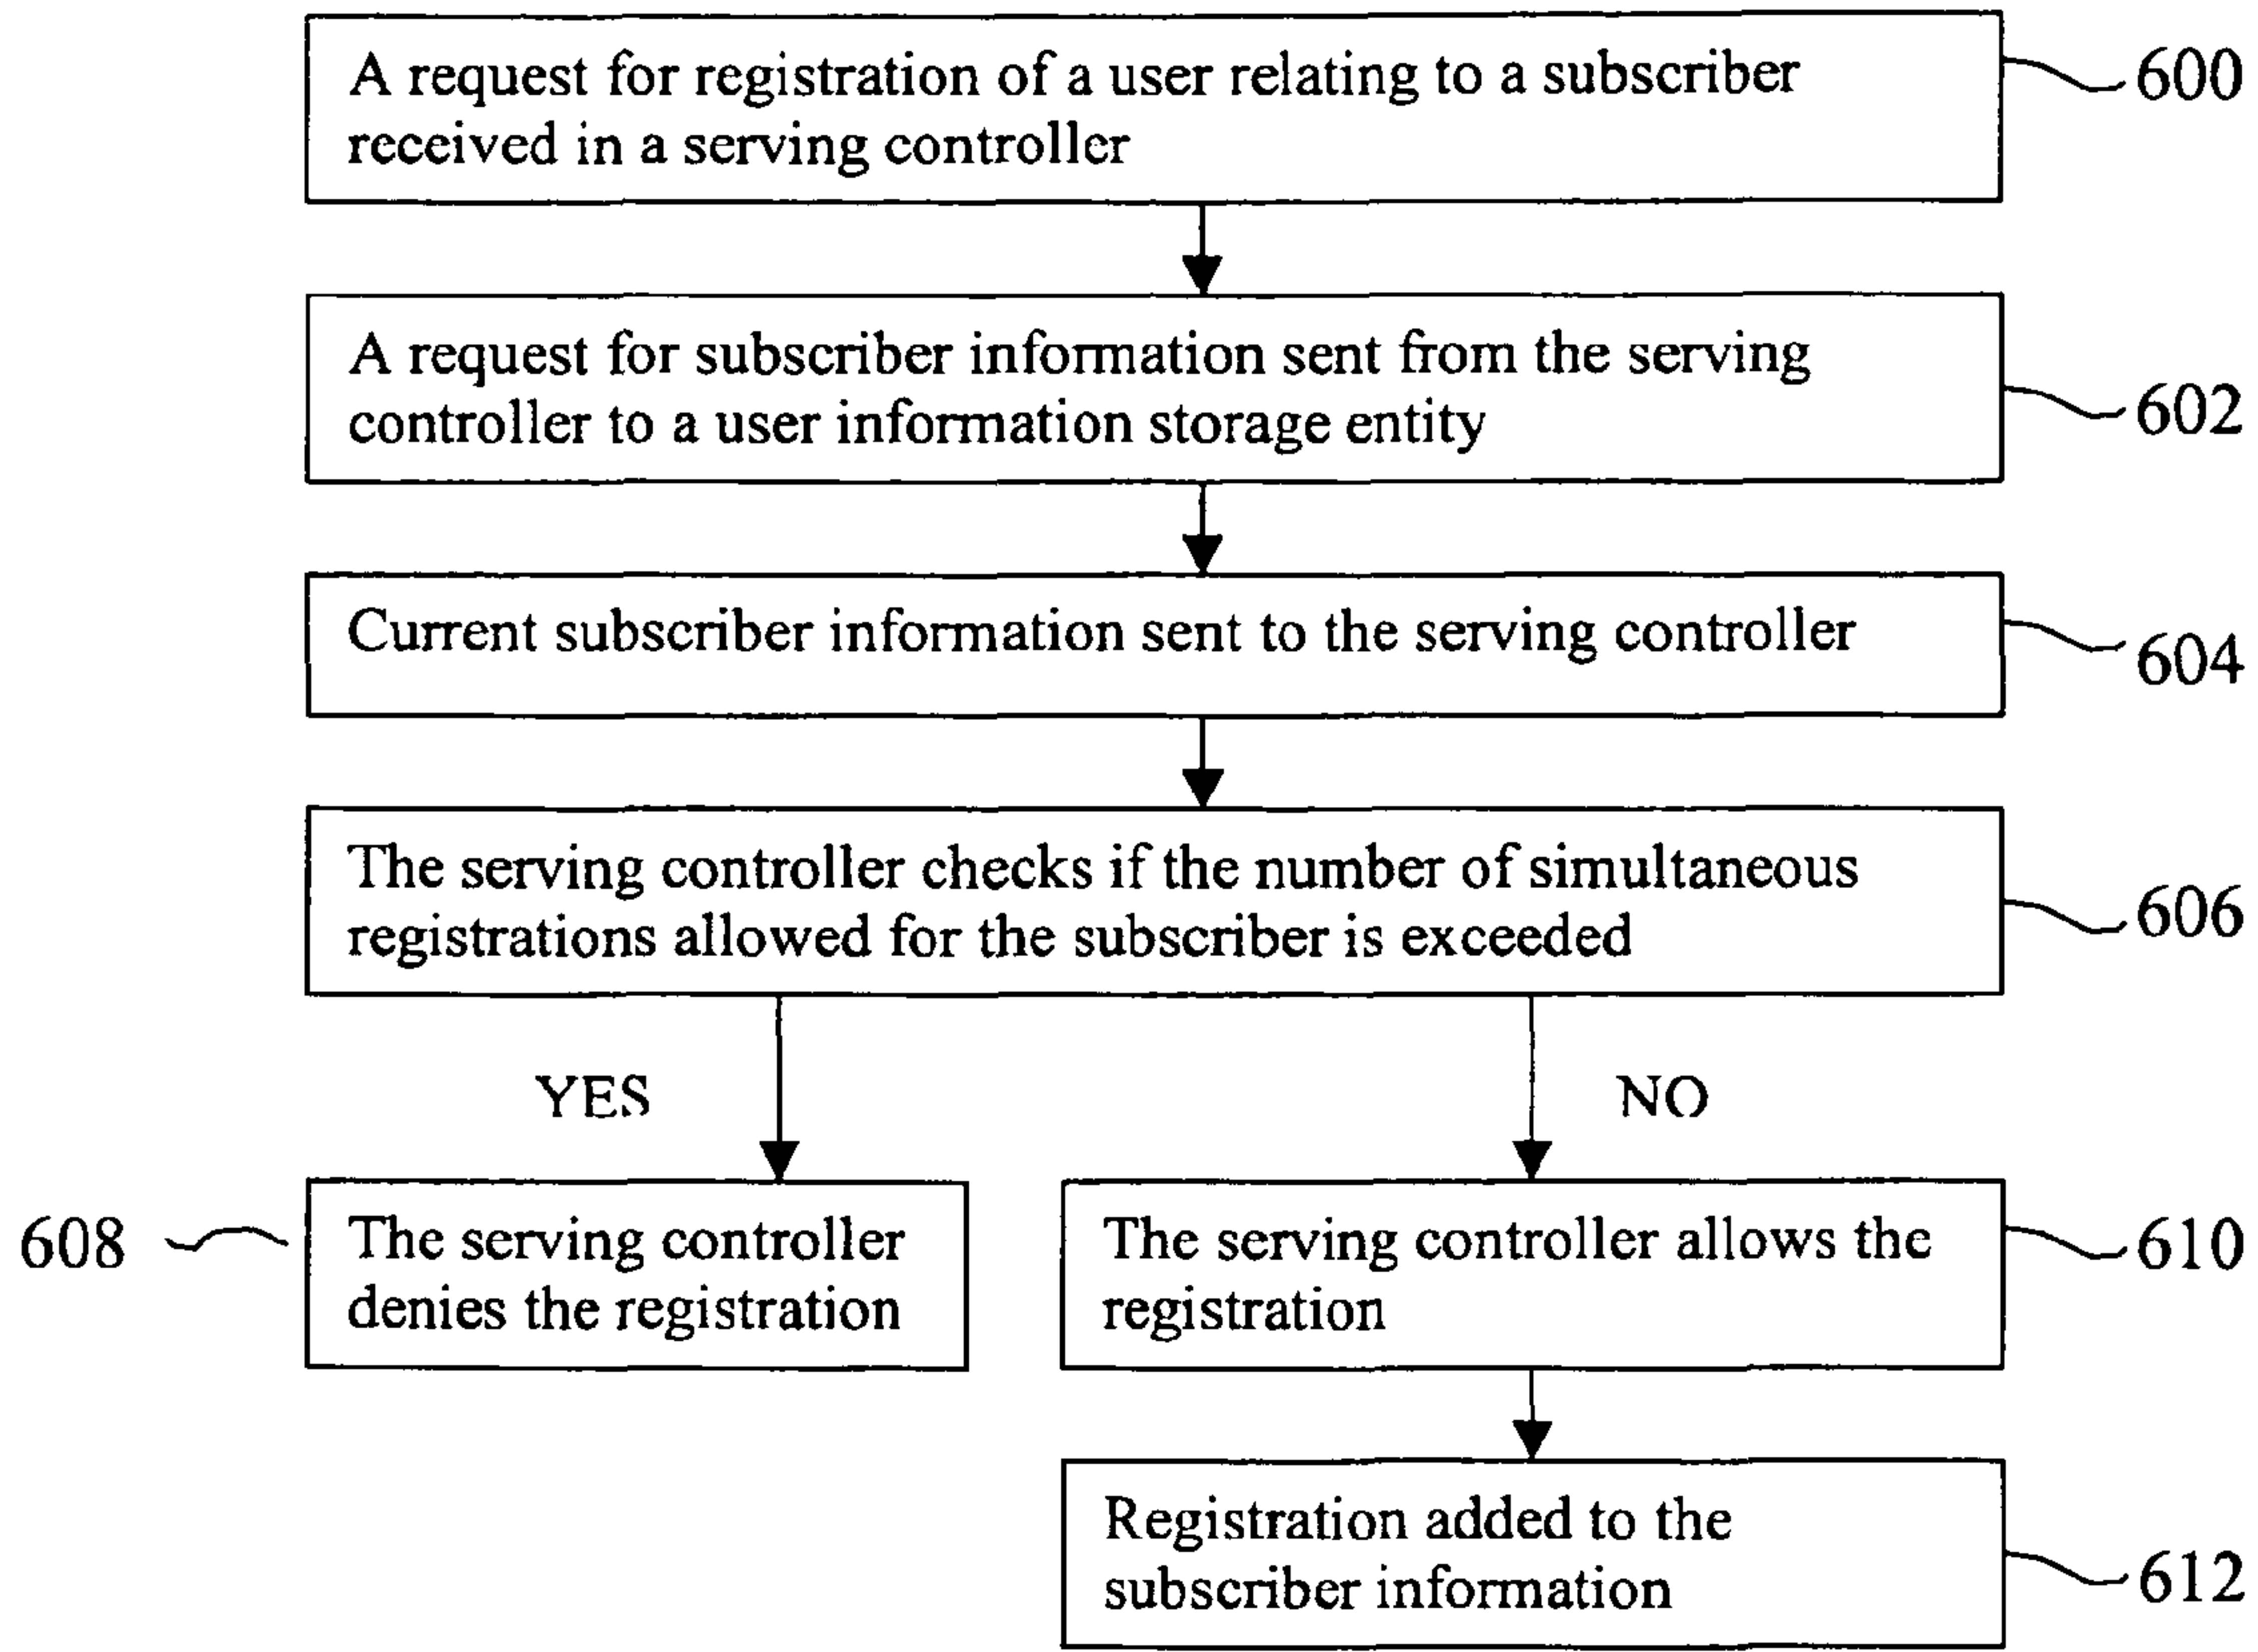 A request for registration of a user relating to a subscriber
received in a serving controller
600
A request for subscriber information sent from the serving
controller to a user information storage entity
602
Current subscriber information sent to the serving controller
604
The serving controller checks if the number of simultaneous
registrations allowed for the subscriber is exceeded
606
YES
NO
608
The serving controller
denies the registration
The serving controller allows the
registration
610
Registration added to the
subscriber information
612